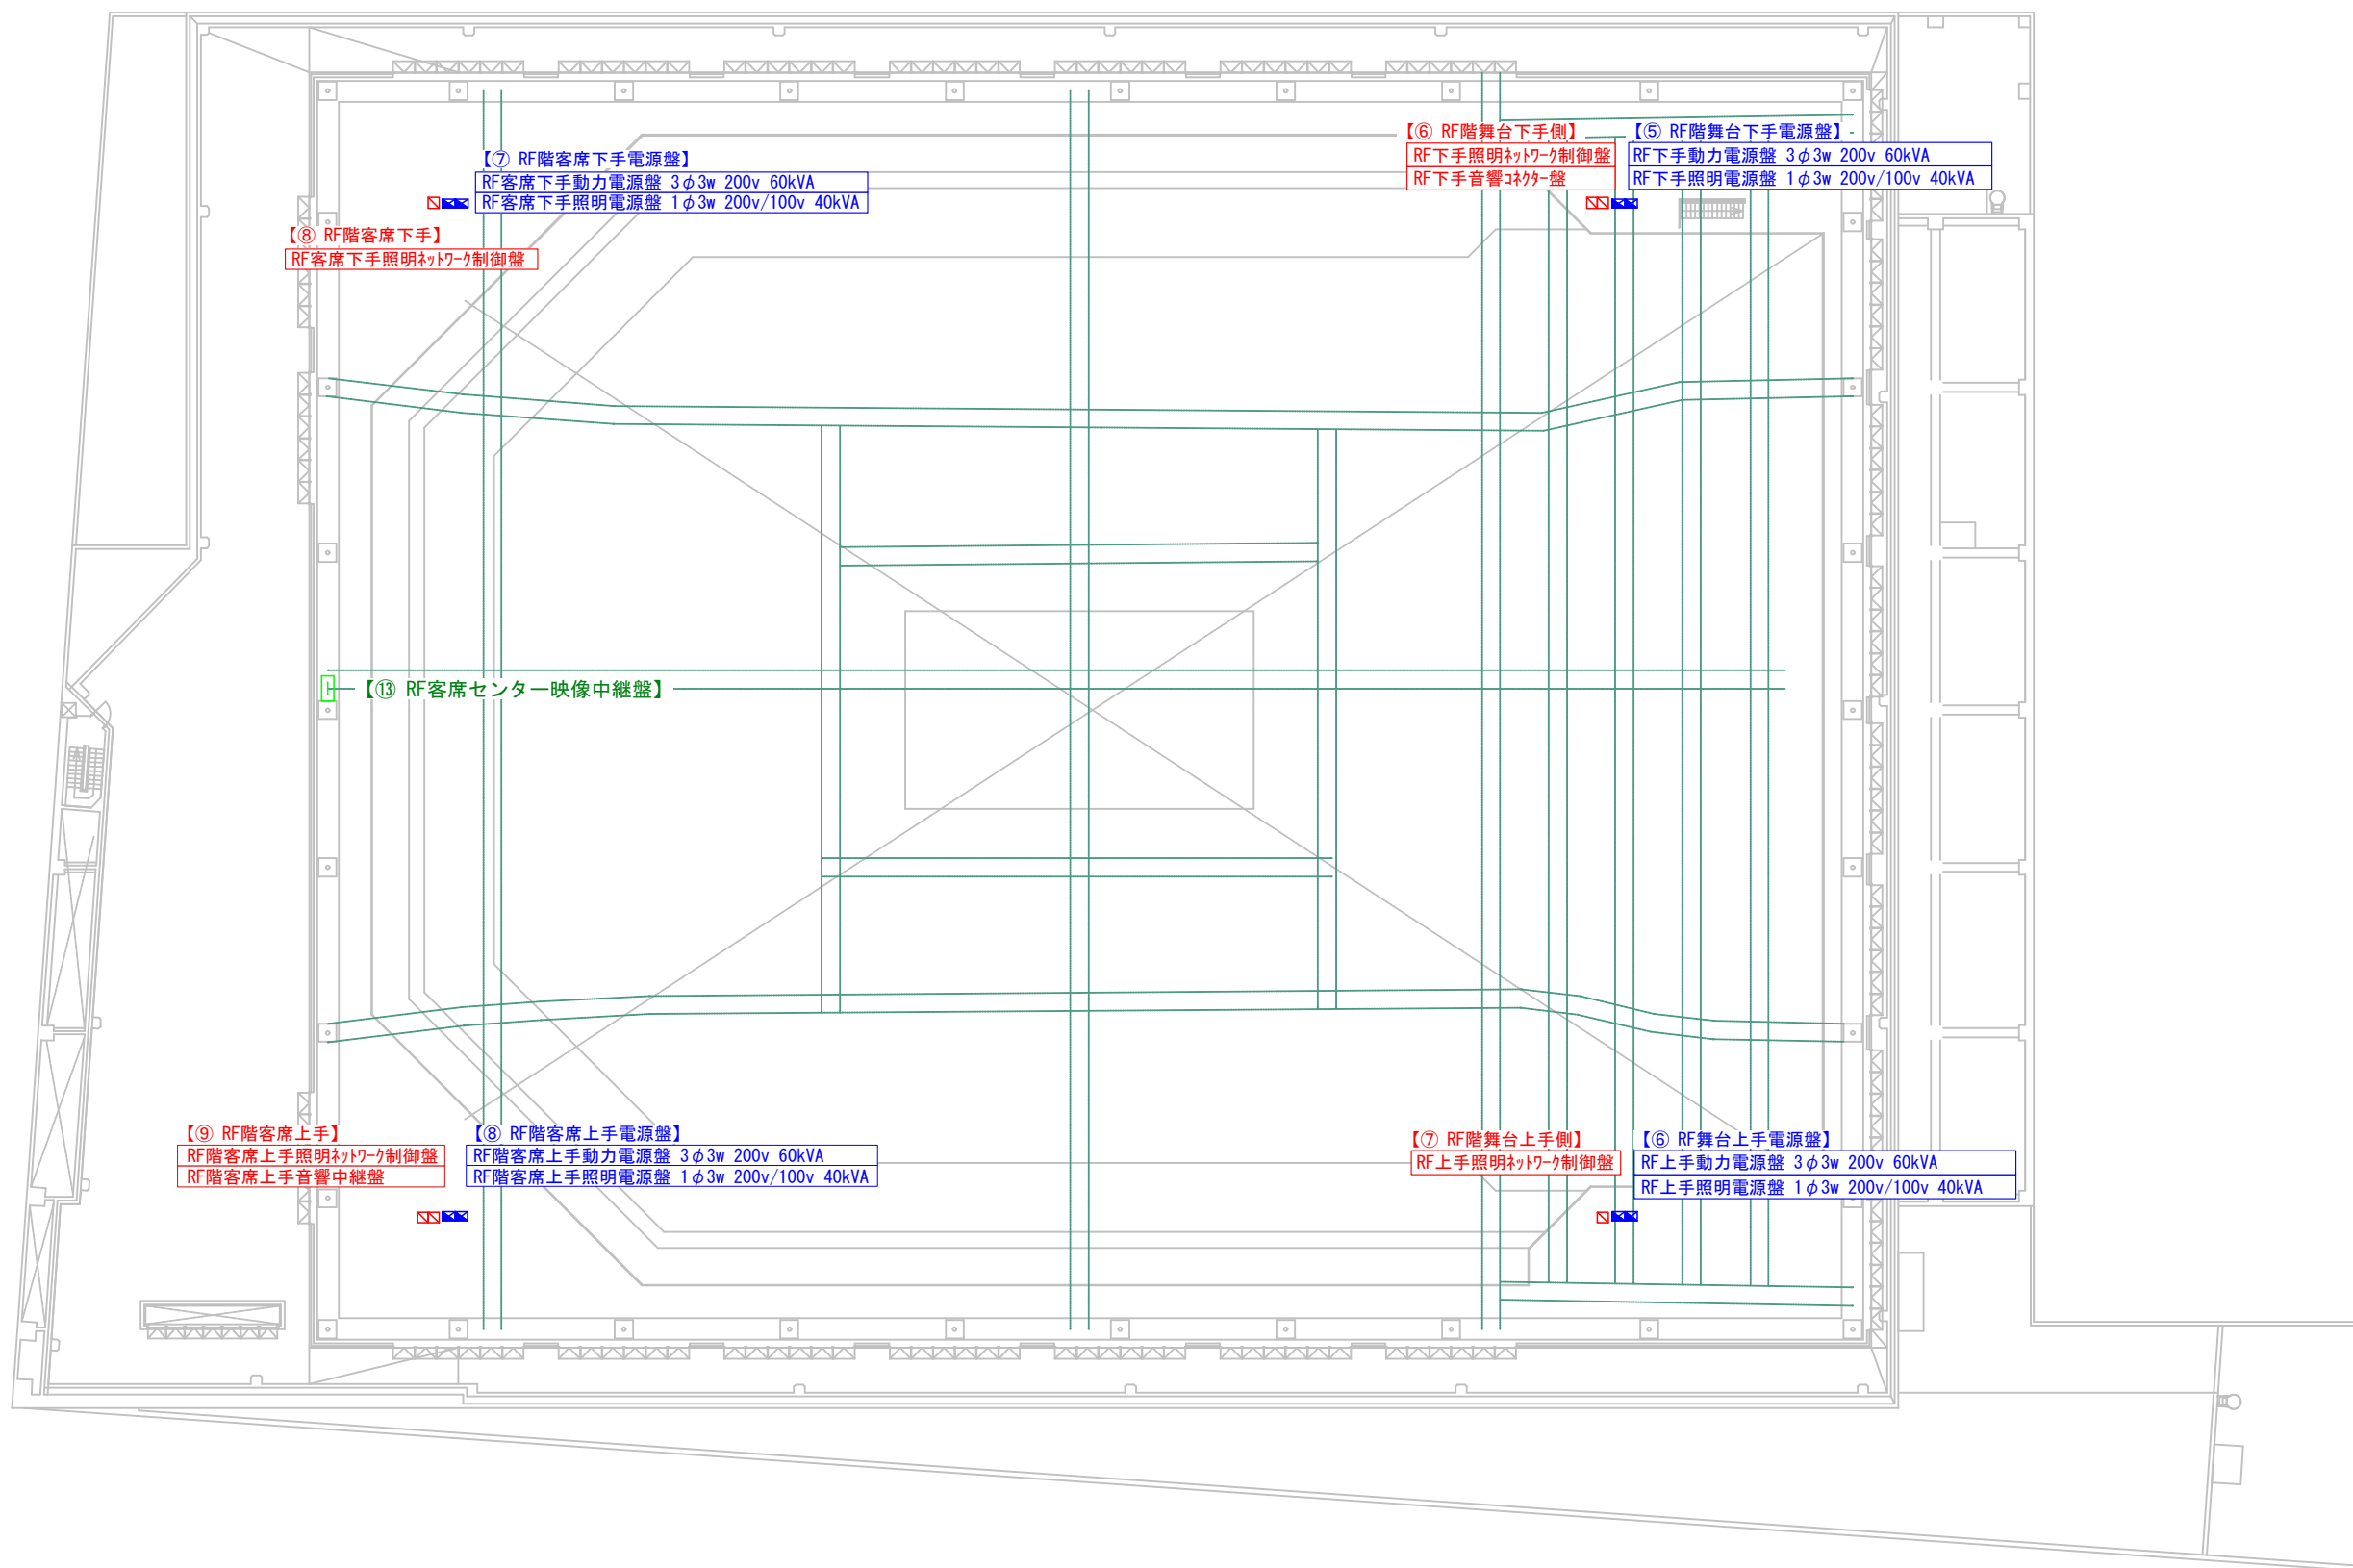 【⑥ RF階舞台下手側】
RF下手照明ﾈｯﾄﾜｰｸ制御盤
RF下手音響ｺﾈｸﾀｰ盤
【⑤ RF階舞台下手電源盤】
RF下手動力電源盤 3φ3w 200v 60kVA
RF下手照明電源盤 1φ3w 200v/100v 40kVA
【⑦ RF階客席下手電源盤】
RF客席下手動力電源盤 3φ3w 200v 60kVA
RF客席下手照明電源盤 1φ3w 200v/100v 40kVA
【⑧ RF階客席下手】
RF客席下手照明ﾈｯﾄﾜｰｸ制御盤
【⑬ RF客席センター映像中継盤】
【⑨ RF階客席上手】
RF階客席上手照明ﾈｯﾄﾜｰｸ制御盤
RF階客席上手音響中継盤
【⑧ RF階客席上手電源盤】
RF階客席上手動力電源盤 3φ3w 200v 60kVA
RF階客席上手照明電源盤 1φ3w 200v/100v 40kVA
【⑦ RF階舞台上手側】
RF上手照明ﾈｯﾄﾜｰｸ制御盤
【⑥ RF舞台上手電源盤】
RF上手動力電源盤 3φ3w 200v 60kVA
RF上手照明電源盤 1φ3w 200v/100v 40kVA